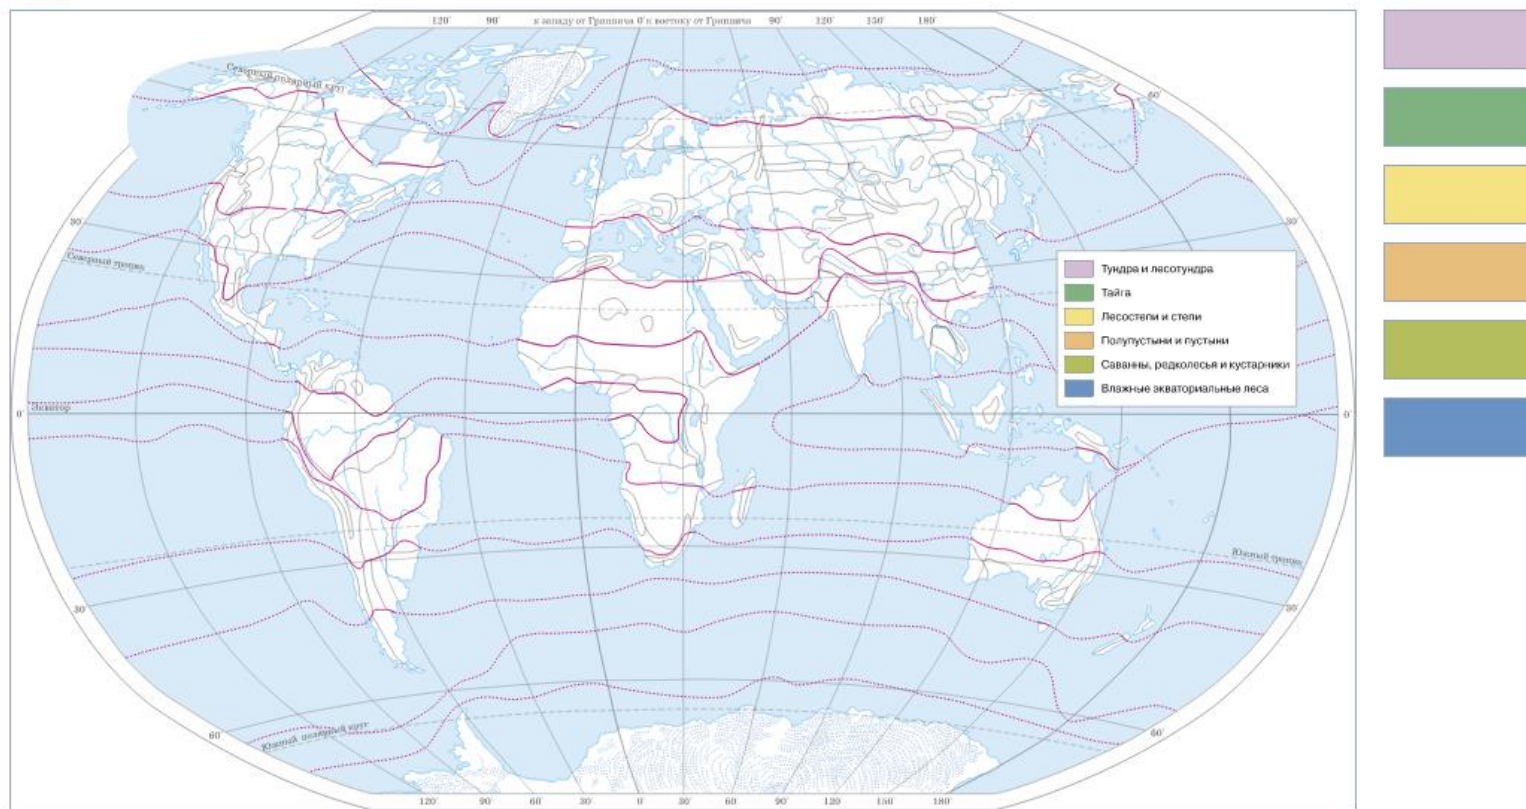 120° 90° к западу от Гринвича 0° к востоку от Гринвича 90° 120° 150° 180°
Северный полярный круг
60°
30°
30°
Северный тропик
Тундра и лесотундра
Тайга
Лесостепи и степи
Полупустыни и пустыни
Саванны, редколесья и кустарники
Влажные экваториальные леса
0° Экватор
0°
Южный тропик
30°
30°
60°
Южный полярный круг
60°
120° 90° 60° 30° 0° 30° 60° 90° 120° 150° 180°